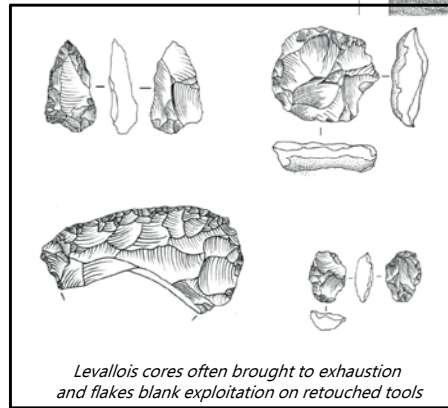 Levallois cores often brought to exhaustion
and flakes blank exploitation on retouched tools